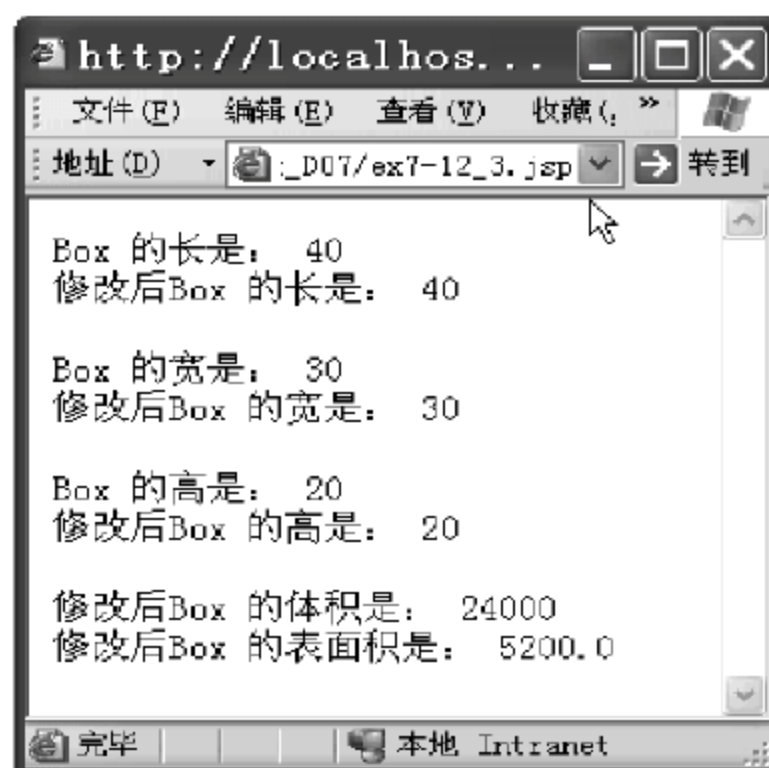 http://localhos...
文件(F) 编辑(E) 查看(V) 收藏(: »
地址(D) :_D07/ex7-12_3.jsp 转到
Box 的长是： 40
修改后Box 的长是： 40
Box 的宽是： 30
修改后Box 的宽是： 30
Box 的高是： 20
修改后Box 的高是： 20
修改后Box 的体积是： 24000
修改后Box 的表面积是： 5200.0
完毕 本地 Intranet